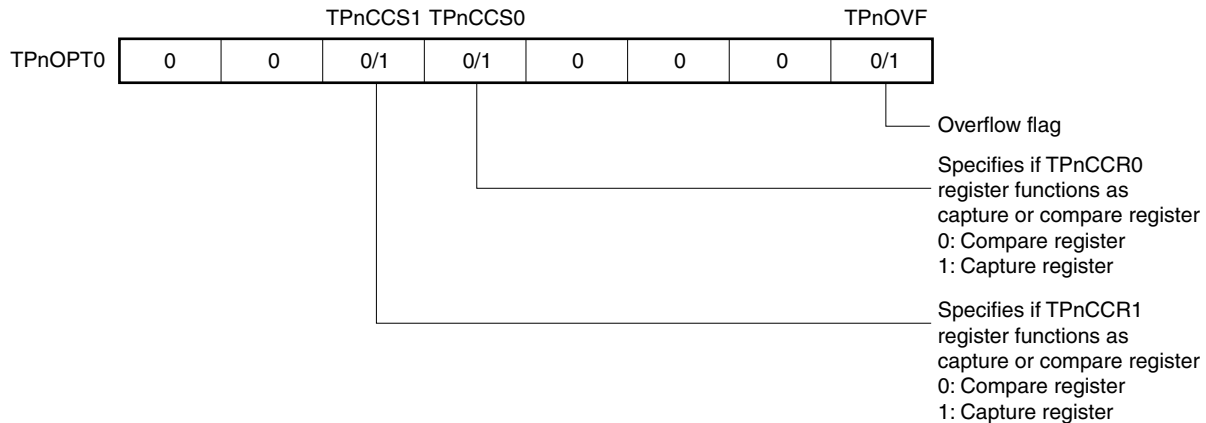 TPnCCS1 TPnCCS0 TPnOVF
TPnOPT0 0 0 0/1 0/1 0 0 0 0/1
Overflow flag
Specifies if TPnCCR0
register functions as
capture or compare register
0: Compare register
1: Capture register
Specifies if TPnCCR1
register functions as
capture or compare register
0: Compare register
1: Capture register